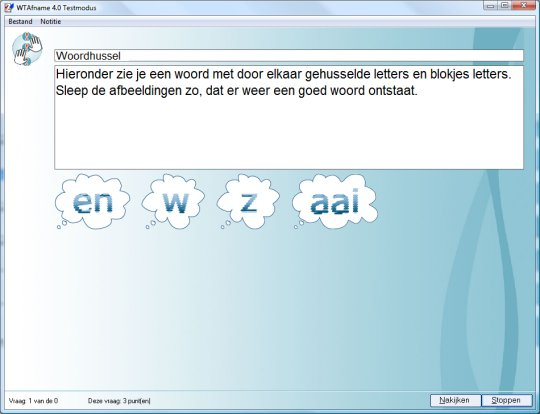 WTAfname 4.0 Testmodus
Bestand Notitie
Woordhussel
Hieronder zie je een woord met door elkaar gehusselde letters en blokjes letters.
Sleep de afbeeldingen zo, dat er weer een goed woord ontstaat.
en w z aai
Vraag: 1 van de 0 Deze vraag: 3 punt(en) Nakijken Stoppen